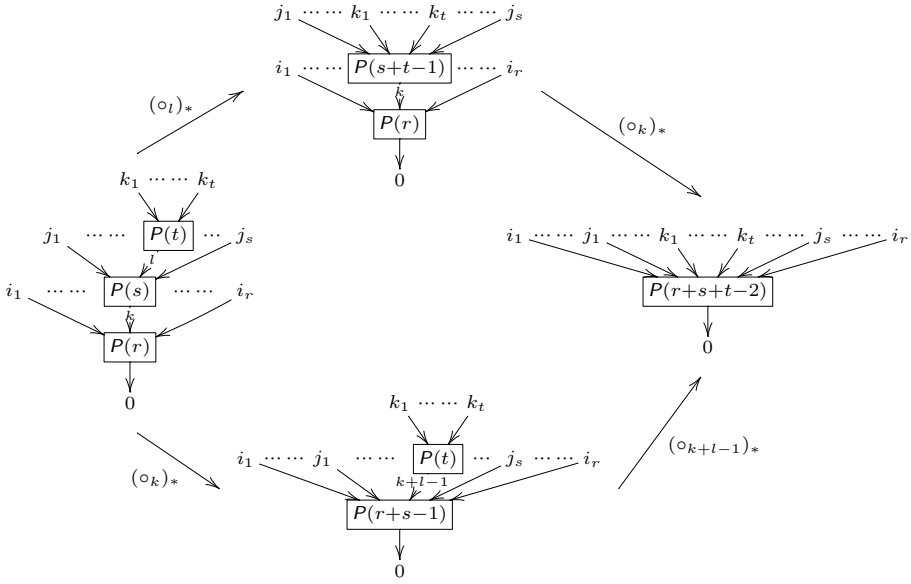 j₁ ⋯⋯ k₁ ⋯⋯ kₜ ⋯⋯ jₛ
i₁ ⋯⋯ P(s+t−1) ⋯⋯ iᵣ
k
(∘ₗ)∗
P(r)
(∘ₖ)∗
0
k₁ ⋯⋯ kₜ
j₁ ⋯⋯ P(t) ⋯ jₛ
l
i₁ ⋯⋯ P(s) ⋯⋯ iᵣ
k
P(r)
0
i₁ ⋯⋯ j₁ ⋯⋯ k₁ ⋯⋯ kₜ ⋯⋯ jₛ ⋯⋯ iᵣ
P(r+s+t−2)
0
k₁ ⋯⋯ kₜ
(∘ₖ)∗
i₁ ⋯⋯ j₁ ⋯⋯ P(t) ⋯ jₛ ⋯⋯ iᵣ
k+l−1
(∘ₖ₊ₗ₋₁)∗
P(r+s−1)
0